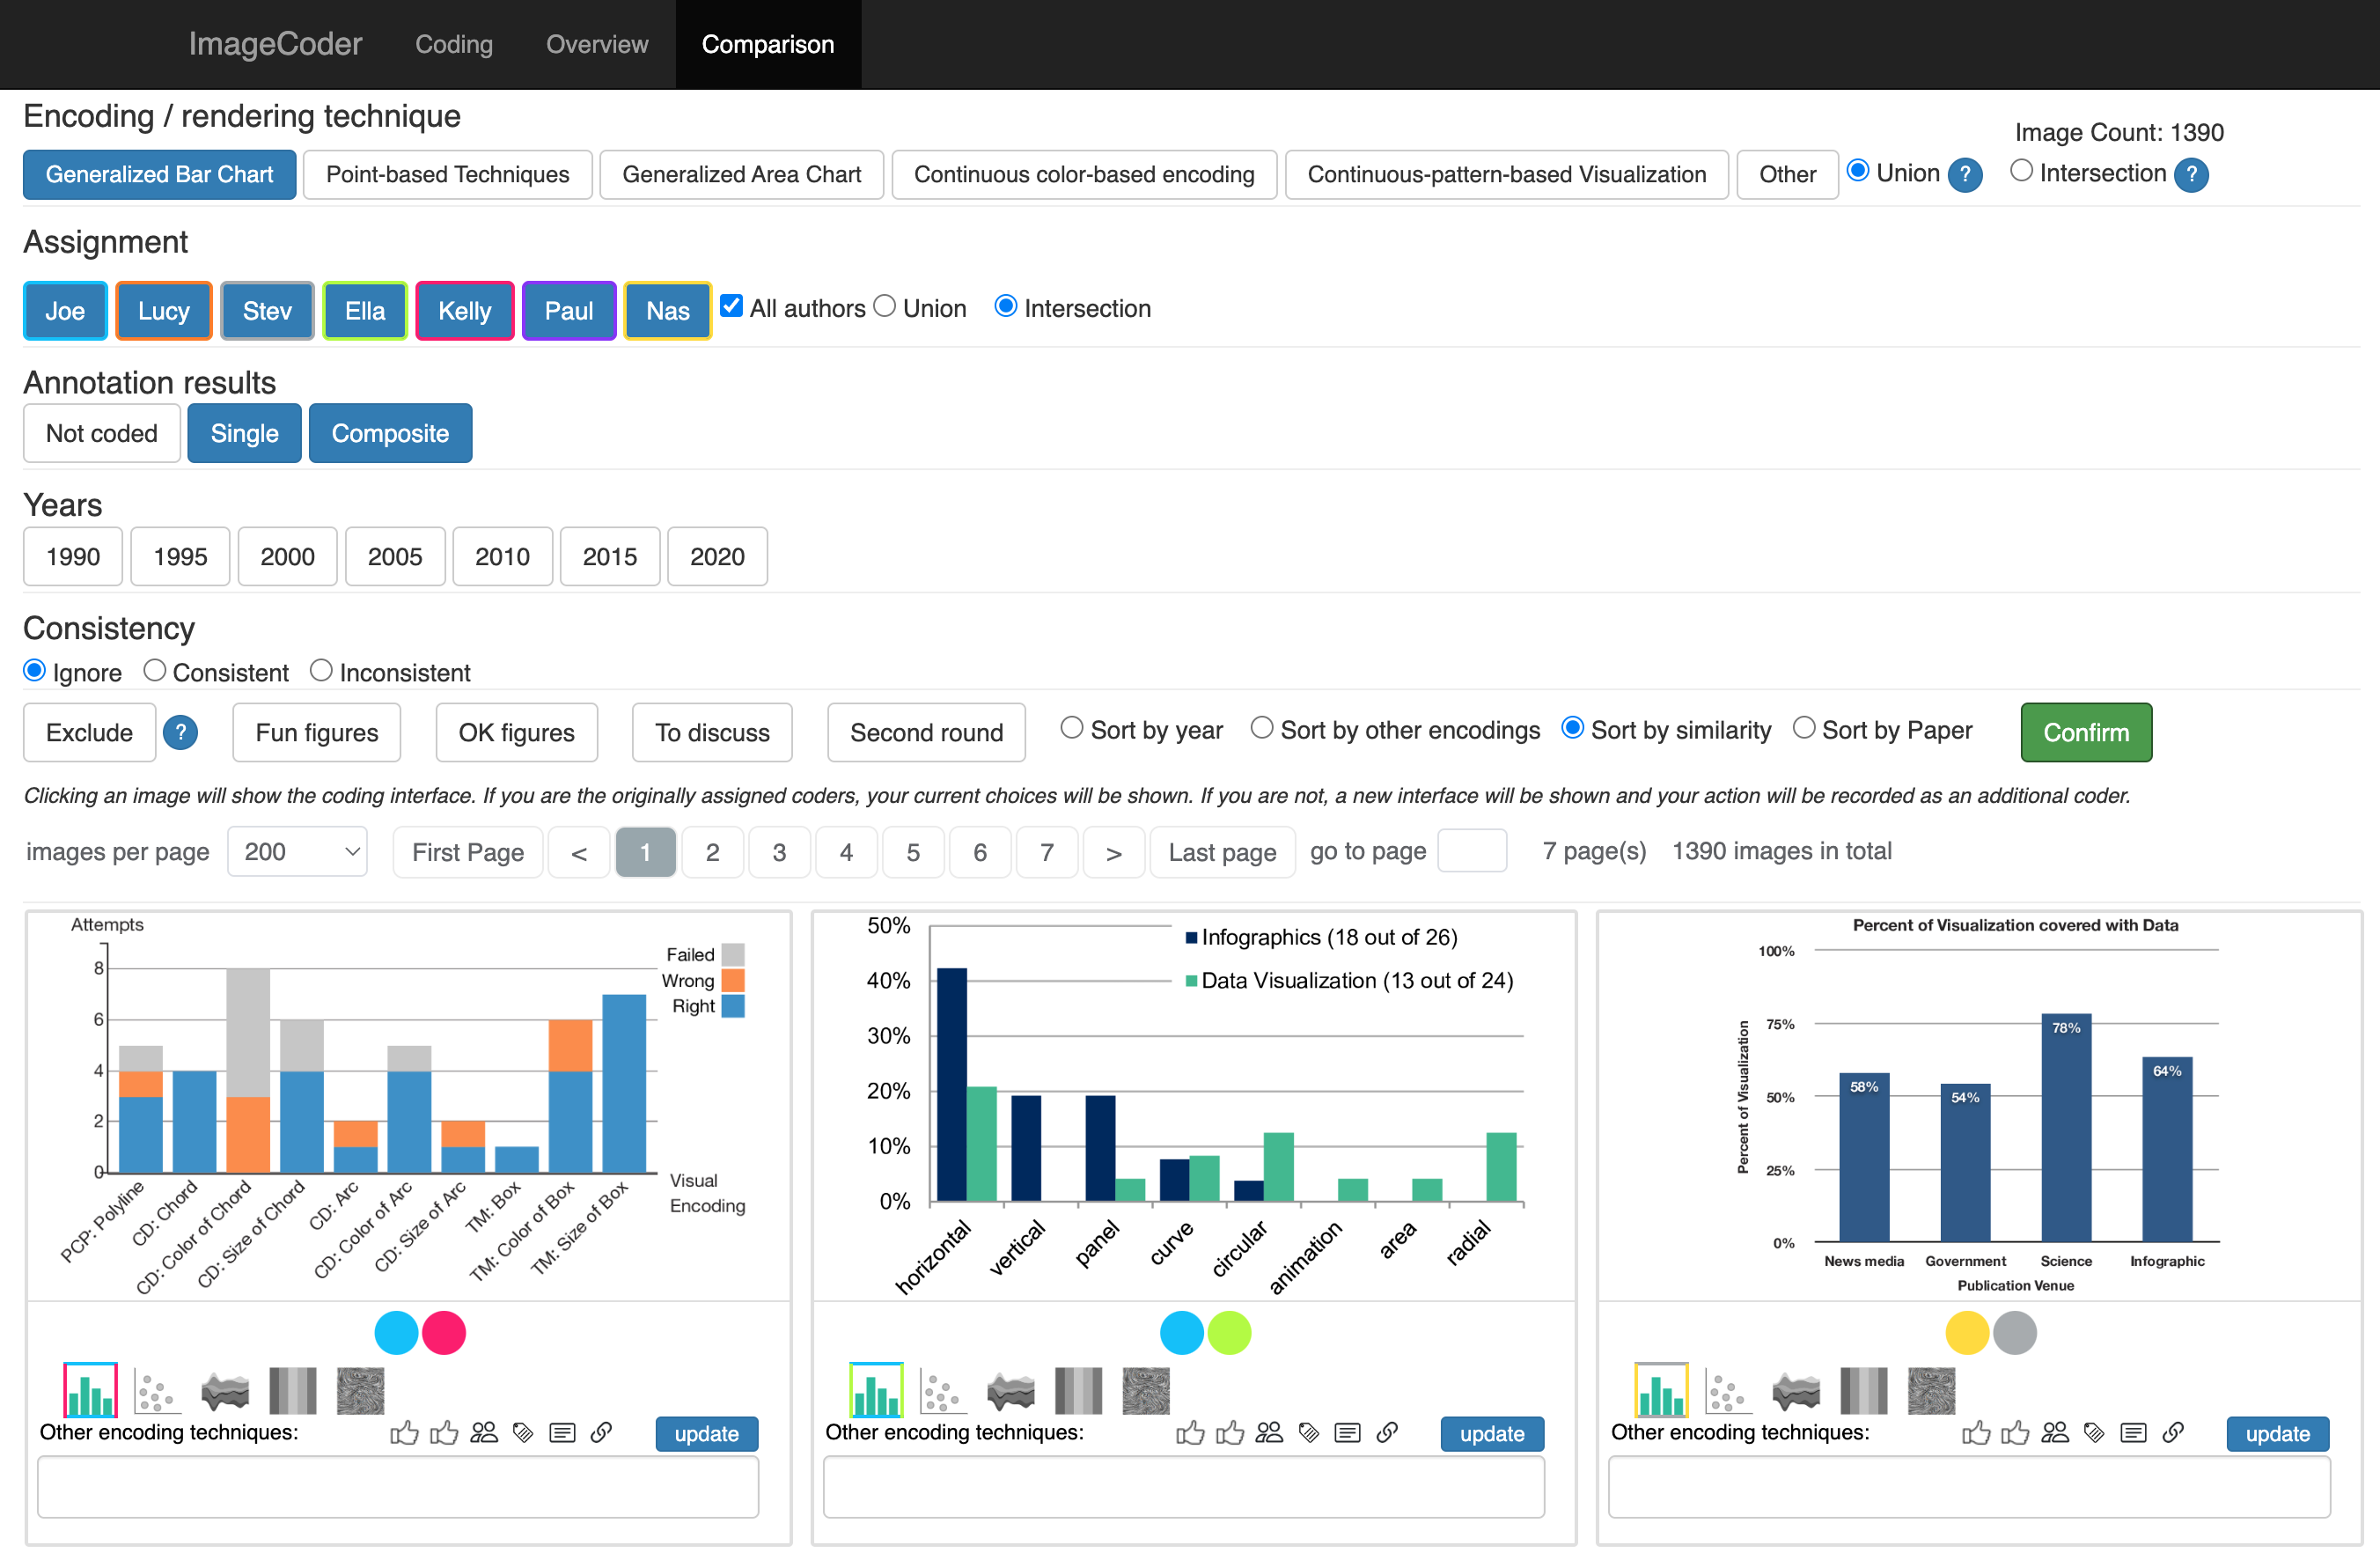 ImageCoder Coding Overview Comparison
Encoding / rendering technique
Image Count: 1390
Generalized Bar Chart Point-based Techniques Generalized Area Chart Continuous color-based encoding Continuous-pattern-based Visualization Other Union ? Intersection ?
Assignment
Joe Lucy Stev Ella Kelly Paul Nas All authors Union Intersection
Annotation results
Not coded Single Composite
Years
1990 1995 2000 2005 2010 2015 2020
Consistency
Ignore Consistent Inconsistent
Exclude ? Fun figures OK figures To discuss Second round Sort by year Sort by other encodings Sort by similarity Sort by Paper Confirm
Clicking an image will show the coding interface. If you are the originally assigned coders, your current choices will be shown. If you are not, a new interface will be shown and your action will be recorded as an additional coder.
images per page 200 First Page < 1 2 3 4 5 6 7 > Last page go to page 7 page(s) 1390 images in total
Attempts
Failed
Wrong
Right
8
6
4
2
0
PCP: Polyline
CD: Chord
CD: Color of Chord
CD: Size of Chord
CD: Arc
CD: Color of Arc
CD: Size of Arc
TM: Box
TM: Color of Box
TM: Size of Box
Visual
Encoding
Other encoding techniques: update
50%
40%
30%
20%
10%
0%
Infographics (18 out of 26)
Data Visualization (13 out of 24)
horizontal
vertical
panel
curve
circular
animation
area
radial
Other encoding techniques: update
Percent of Visualization covered with Data
Percent of Visualization
100%
75%
50%
25%
0%
58%
54%
78%
64%
News media Government Science Infographic
Publication Venue
Other encoding techniques: update